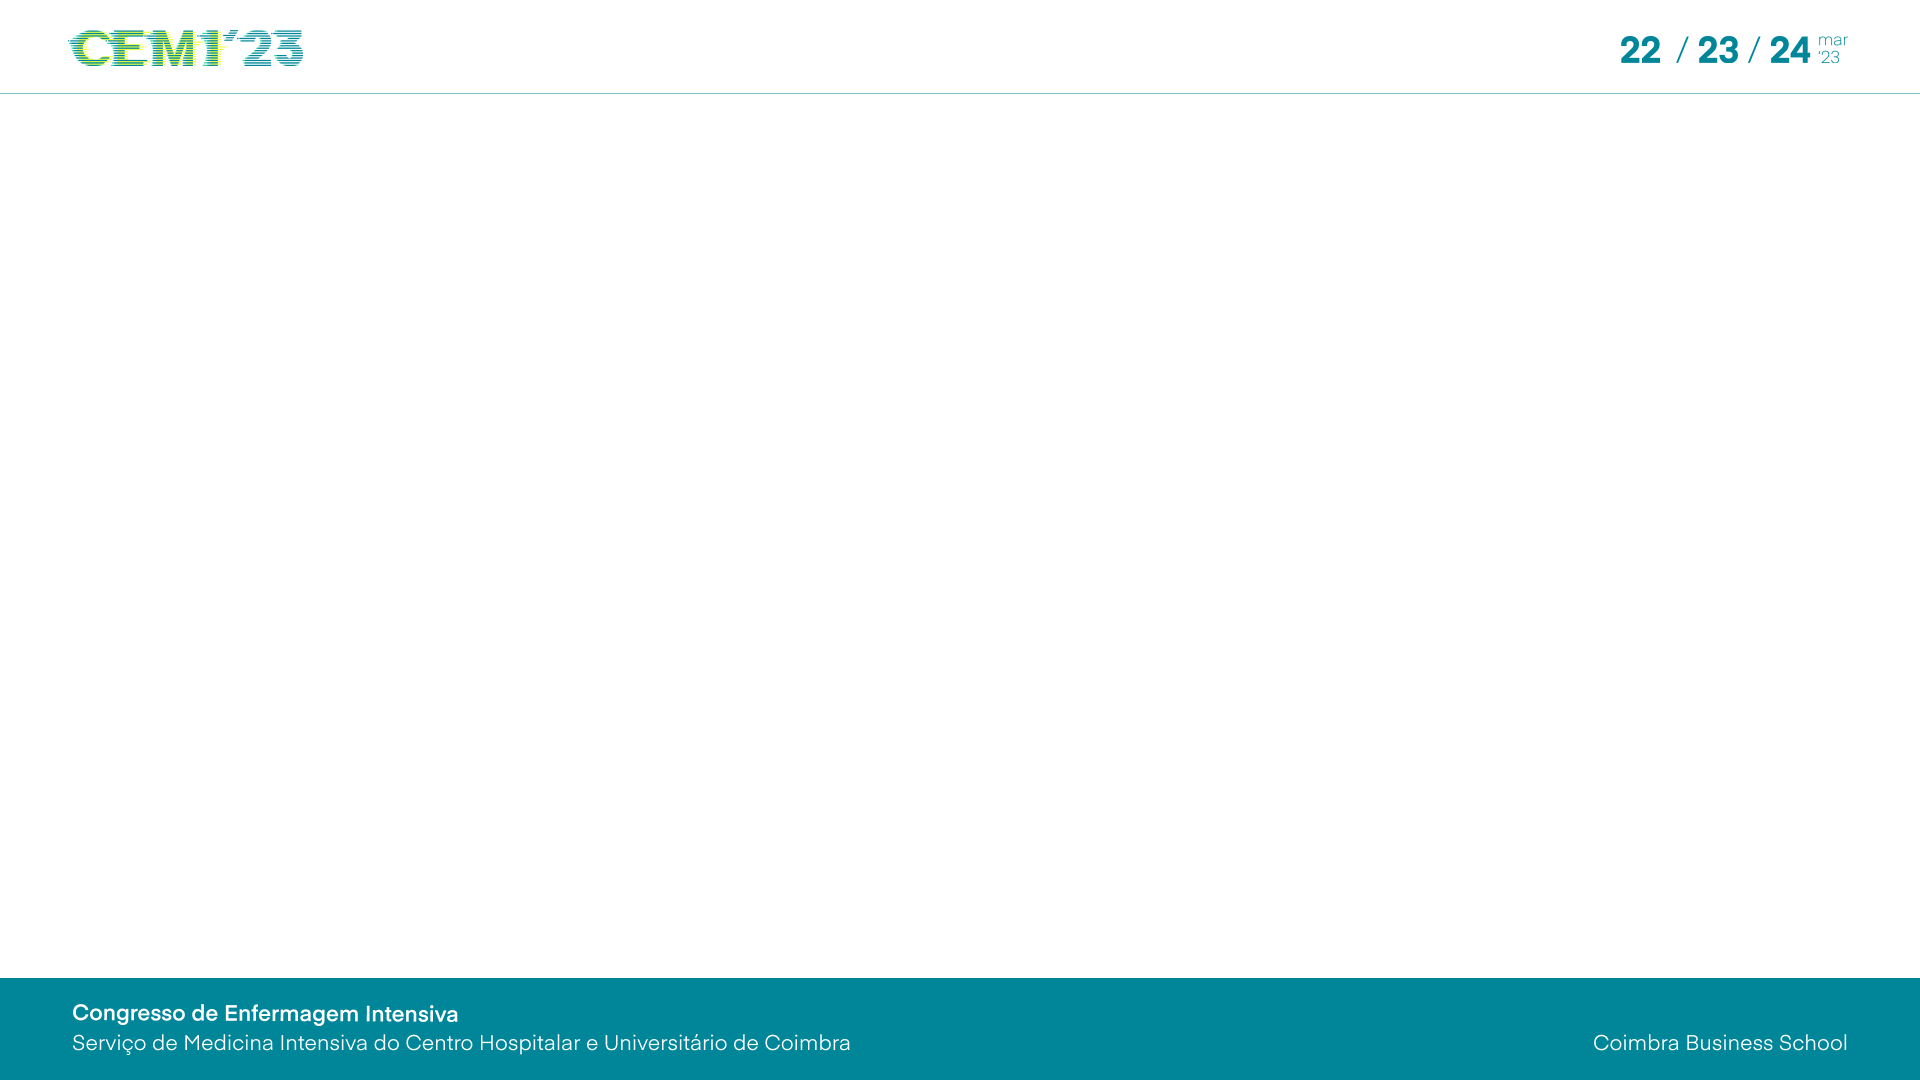 CEMI'23
22 / 23 / 24 mar '23
Congresso de Enfermagem Intensiva
Serviço de Medicina Intensiva do Centro Hospitalar e Universitário de Coimbra
Coimbra Business School